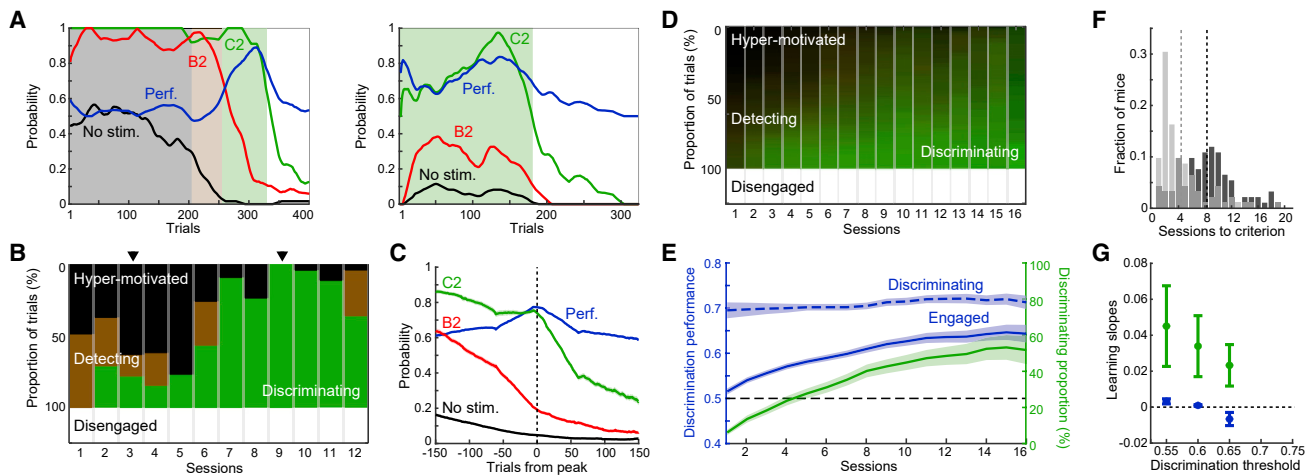 A
Probability
1
0.8
0.6
0.4
0.2
0
C2
B2
Perf.
No stim.
1 100 200 300 400
Trials
Probability
1
0.8
0.6
0.4
0.2
0
C2
Perf.
B2
No stim.
1 100 200 300
Trials
B
Proportion of trials (%)
0
50
100
Hyper-motivated
Detecting
Discriminating
Disengaged
1 2 3 4 5 6 7 8 9 10 11 12
Sessions
C
Probability
1
0.8
0.6
0.4
0.2
0
C2
Perf.
B2
No stim.
-150 -100 -50 0 50 100 150
Trials from peak
D
Proportion of trials (%)
0
50
100
Hyper-motivated
Detecting
Discriminating
Disengaged
1 2 3 4 5 6 7 8 9 10 11 12 13 14 15 16
Sessions
E
Discrimination performance
0.8
0.7
0.6
0.5
0.4
Discriminating
Engaged
100
80
60
40
20
0
Discriminating proportion (%)
2 4 6 8 10 12 14 16
Sessions
F
Fraction of mice
0.3
0.2
0.1
0
0 4 8 12 16 20
Sessions to criterion
G
Learning slopes
0.08
0.06
0.04
0.02
0
-0.02
0.55 0.6 0.65 0.7 0.75
Discrimination threshold